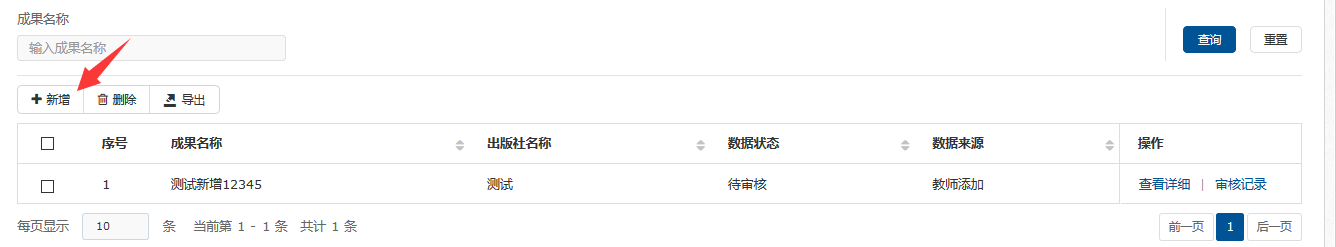 成果名称
输入成果名称
查询 重置
新增 删除 导出
序号 成果名称 出版社名称 数据状态 数据来源 操作
1 测试新增12345 测试 待审核 教师添加 查看详细 | 审核记录
每页显示 10 条 当前第 1 - 1 条 共计 1 条 前一页 1 后一页